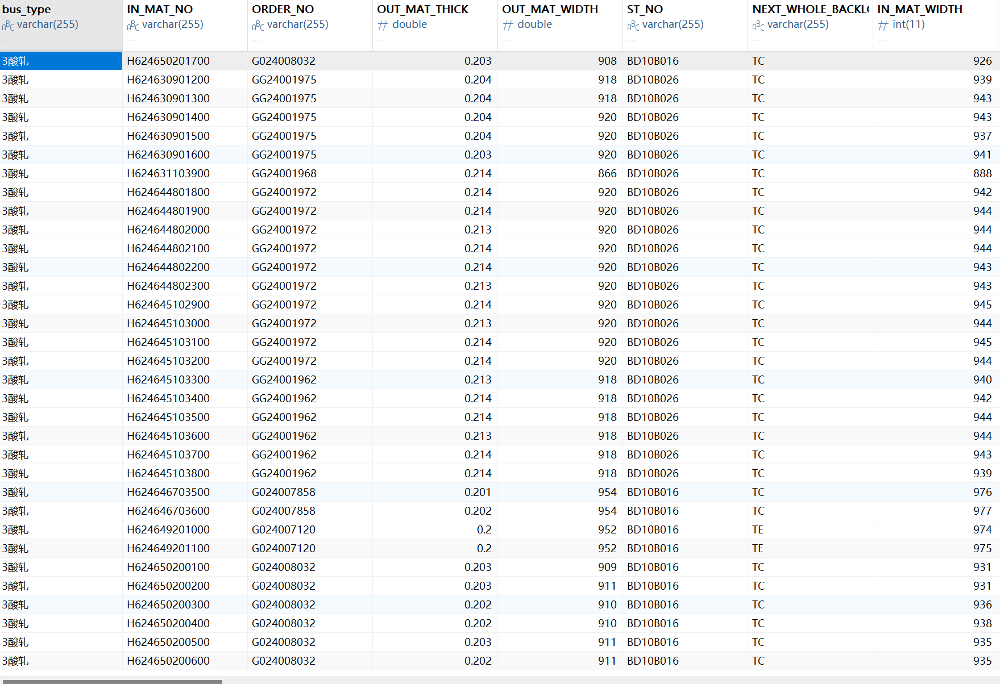 bus_type IN_MAT_NO ORDER_NO OUT_MAT_THICK OUT_MAT_WIDTH ST_NO NEXT_WHOLE_BACKL IN_MAT_WIDTH
ABC varchar(255) ABC varchar(255) ABC varchar(255) # double # double ABC varchar(255) ABC varchar(255) # int(11)
-- -- -- -- -- -- -- --
3酸轧 H624650201700 G024008032 0.203 908 BD10B016 TC 926
3酸轧 H624630901200 GG24001975 0.204 918 BD10B026 TC 939
3酸轧 H624630901300 GG24001975 0.204 918 BD10B026 TC 943
3酸轧 H624630901400 GG24001975 0.204 920 BD10B026 TC 943
3酸轧 H624630901500 GG24001975 0.204 920 BD10B026 TC 937
3酸轧 H624630901600 GG24001975 0.203 920 BD10B026 TC 941
3酸轧 H624631103900 GG24001968 0.214 866 BD10B026 TC 888
3酸轧 H624644801800 GG24001972 0.214 920 BD10B026 TC 942
3酸轧 H624644801900 GG24001972 0.214 920 BD10B026 TC 944
3酸轧 H624644802000 GG24001972 0.213 920 BD10B026 TC 944
3酸轧 H624644802100 GG24001972 0.214 920 BD10B026 TC 944
3酸轧 H624644802200 GG24001972 0.214 920 BD10B026 TC 943
3酸轧 H624644802300 GG24001972 0.213 920 BD10B026 TC 943
3酸轧 H624645102900 GG24001972 0.214 920 BD10B026 TC 945
3酸轧 H624645103000 GG24001972 0.213 920 BD10B026 TC 944
3酸轧 H624645103100 GG24001972 0.214 920 BD10B026 TC 945
3酸轧 H624645103200 GG24001972 0.214 920 BD10B026 TC 944
3酸轧 H624645103300 GG24001962 0.213 918 BD10B026 TC 940
3酸轧 H624645103400 GG24001962 0.214 918 BD10B026 TC 942
3酸轧 H624645103500 GG24001962 0.214 918 BD10B026 TC 944
3酸轧 H624645103600 GG24001962 0.213 918 BD10B026 TC 944
3酸轧 H624645103700 GG24001962 0.214 918 BD10B026 TC 943
3酸轧 H624645103800 GG24001962 0.214 918 BD10B026 TC 939
3酸轧 H624646703500 G024007858 0.201 954 BD10B016 TC 976
3酸轧 H624646703600 G024007858 0.202 954 BD10B016 TC 977
3酸轧 H624649201000 G024007120 0.2 952 BD10B016 TE 974
3酸轧 H624649201100 G024007120 0.2 952 BD10B016 TE 975
3酸轧 H624650200100 G024008032 0.203 909 BD10B016 TC 931
3酸轧 H624650200200 G024008032 0.203 911 BD10B016 TC 931
3酸轧 H624650200300 G024008032 0.202 910 BD10B016 TC 936
3酸轧 H624650200400 G024008032 0.202 910 BD10B016 TC 938
3酸轧 H624650200500 G024008032 0.203 911 BD10B016 TC 935
3酸轧 H624650200600 G024008032 0.202 911 BD10B016 TC 935